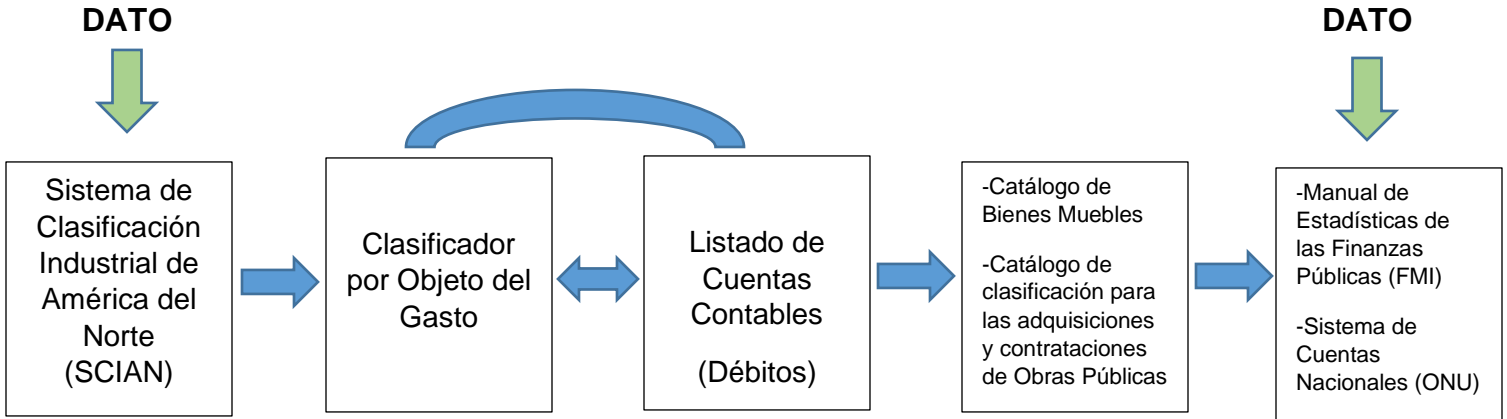 DATO
DATO
Sistema de
Clasificación
Industrial de
América del
Norte
(SCIAN)
Clasificador
por Objeto del
Gasto
Listado de
Cuentas
Contables
(Débitos)
-Catálogo de
Bienes Muebles
-Catálogo de
clasificación para
las adquisiciones
y contrataciones
de Obras Públicas
-Manual de
Estadísticas de
las Finanzas
Públicas (FMI)
-Sistema de
Cuentas
Nacionales (ONU)